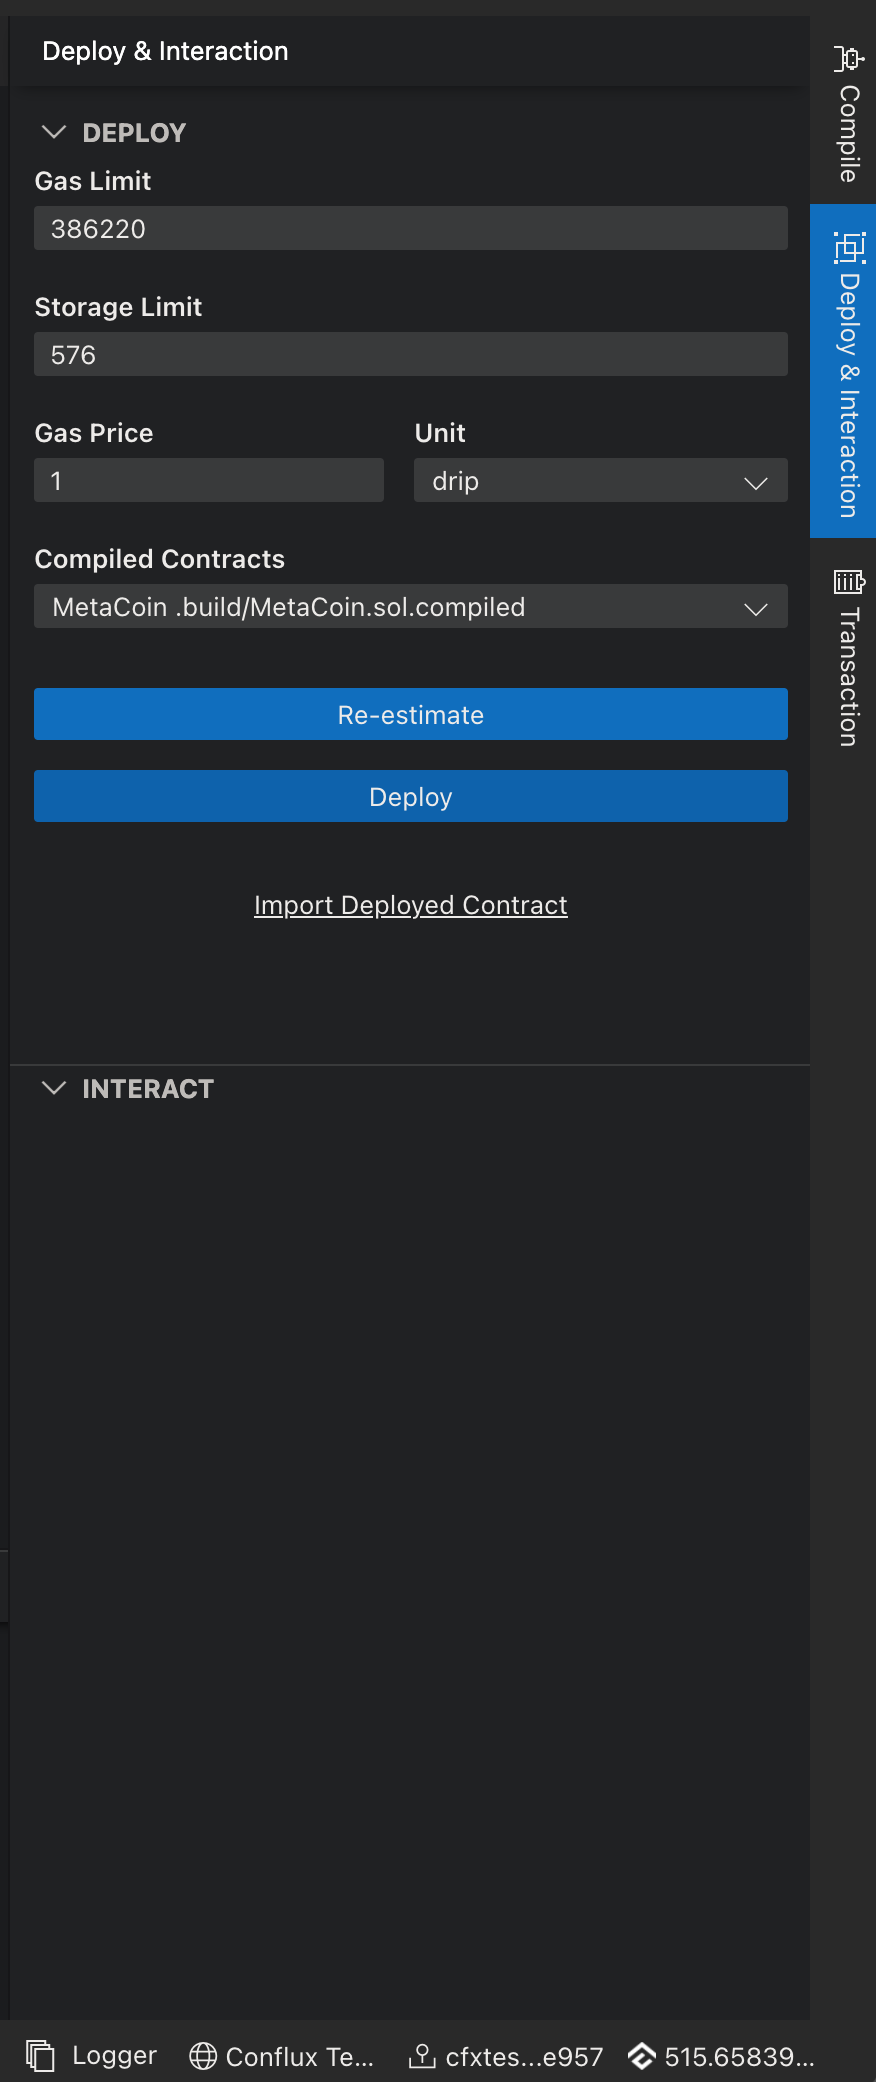 Deploy & Interaction
DEPLOY
Gas Limit
386220
Storage Limit
576
Gas Price
Unit
1
drip
Compiled Contracts
MetaCoin .build/MetaCoin.sol.compiled
Re-estimate
Deploy
Import Deployed Contract
INTERACT
Compile
Deploy & Interaction
Transaction
Logger
Conflux Te...
cfxtes...e957
515.65839...